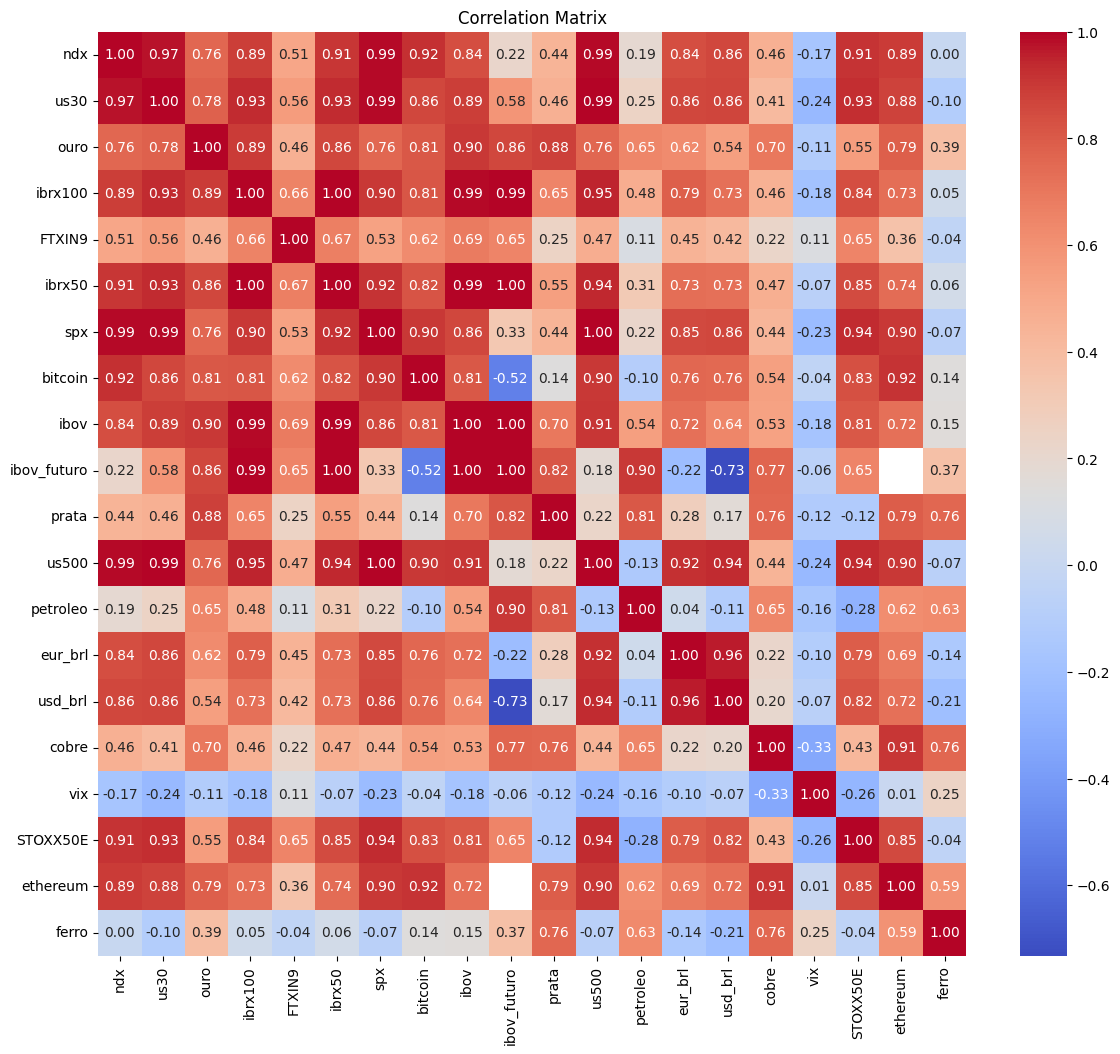 Correlation Matrix
ndx 1.00 0.97 0.76 0.89 0.51 0.91 0.99 0.92 0.84 0.22 0.44 0.99 0.19 0.84 0.86 0.46 -0.17 0.91 0.89 0.00
us30 0.97 1.00 0.78 0.93 0.56 0.93 0.99 0.86 0.89 0.58 0.46 0.99 0.25 0.86 0.86 0.41 -0.24 0.93 0.88 -0.10
ouro 0.76 0.78 1.00 0.89 0.46 0.86 0.76 0.81 0.90 0.86 0.88 0.76 0.65 0.62 0.54 0.70 -0.11 0.55 0.79 0.39
ibrx100 0.89 0.93 0.89 1.00 0.66 1.00 0.90 0.81 0.99 0.99 0.65 0.95 0.48 0.79 0.73 0.46 -0.18 0.84 0.73 0.05
FTXIN9 0.51 0.56 0.46 0.66 1.00 0.67 0.53 0.62 0.69 0.65 0.25 0.47 0.11 0.45 0.42 0.22 0.11 0.65 0.36 -0.04
ibrx50 0.91 0.93 0.86 1.00 0.67 1.00 0.92 0.82 0.99 1.00 0.55 0.94 0.31 0.73 0.73 0.47 -0.07 0.85 0.74 0.06
spx 0.99 0.99 0.76 0.90 0.53 0.92 1.00 0.90 0.86 0.33 0.44 1.00 0.22 0.85 0.86 0.44 -0.23 0.94 0.90 -0.07
bitcoin 0.92 0.86 0.81 0.81 0.62 0.82 0.90 1.00 0.81 -0.52 0.14 0.90 -0.10 0.76 0.76 0.54 -0.04 0.83 0.92 0.14
ibov 0.84 0.89 0.90 0.99 0.69 0.99 0.86 0.81 1.00 1.00 0.70 0.91 0.54 0.72 0.64 0.53 -0.18 0.81 0.72 0.15
ibov_futuro 0.22 0.58 0.86 0.99 0.65 1.00 0.33 -0.52 1.00 1.00 0.82 0.18 0.90 -0.22 -0.73 0.77 -0.06 0.65 0.37
prata 0.44 0.46 0.88 0.65 0.25 0.55 0.44 0.14 0.70 0.82 1.00 0.22 0.81 0.28 0.17 0.76 -0.12 -0.12 0.79 0.76
us500 0.99 0.99 0.76 0.95 0.47 0.94 1.00 0.90 0.91 0.18 0.22 1.00 -0.13 0.92 0.94 0.44 -0.24 0.94 0.90 -0.07
petroleo 0.19 0.25 0.65 0.48 0.11 0.31 0.22 -0.10 0.54 0.90 0.81 -0.13 1.00 0.04 -0.11 0.65 -0.16 -0.28 0.62 0.63
eur_brl 0.84 0.86 0.62 0.79 0.45 0.73 0.85 0.76 0.72 -0.22 0.28 0.92 0.04 1.00 0.96 0.22 -0.10 0.79 0.69 -0.14
usd_brl 0.86 0.86 0.54 0.73 0.42 0.73 0.86 0.76 0.64 -0.73 0.17 0.94 -0.11 0.96 1.00 0.20 -0.07 0.82 0.72 -0.21
cobre 0.46 0.41 0.70 0.46 0.22 0.47 0.44 0.54 0.53 0.77 0.76 0.44 0.65 0.22 0.20 1.00 -0.33 0.43 0.91 0.76
vix -0.17 -0.24 -0.11 -0.18 0.11 -0.07 -0.23 -0.04 -0.18 -0.06 -0.12 -0.24 -0.16 -0.10 -0.07 -0.33 1.00 -0.26 0.01 0.25
STOXX50E 0.91 0.93 0.55 0.84 0.65 0.85 0.94 0.83 0.81 0.65 -0.12 0.94 -0.28 0.79 0.82 0.43 -0.26 1.00 0.85 -0.04
ethereum 0.89 0.88 0.79 0.73 0.36 0.74 0.90 0.92 0.72 0.79 0.90 0.62 0.69 0.72 0.91 0.01 0.85 1.00 0.59
ferro 0.00 -0.10 0.39 0.05 -0.04 0.06 -0.07 0.14 0.15 0.37 0.76 -0.07 0.63 -0.14 -0.21 0.76 0.25 -0.04 0.59 1.00
ndx us30 ouro ibrx100 FTXIN9 ibrx50 spx bitcoin ibov ibov_futuro prata us500 petroleo eur_brl usd_brl cobre vix STOXX50E ethereum ferro
1.0
0.8
0.6
0.4
0.2
0.0
−0.2
−0.4
−0.6